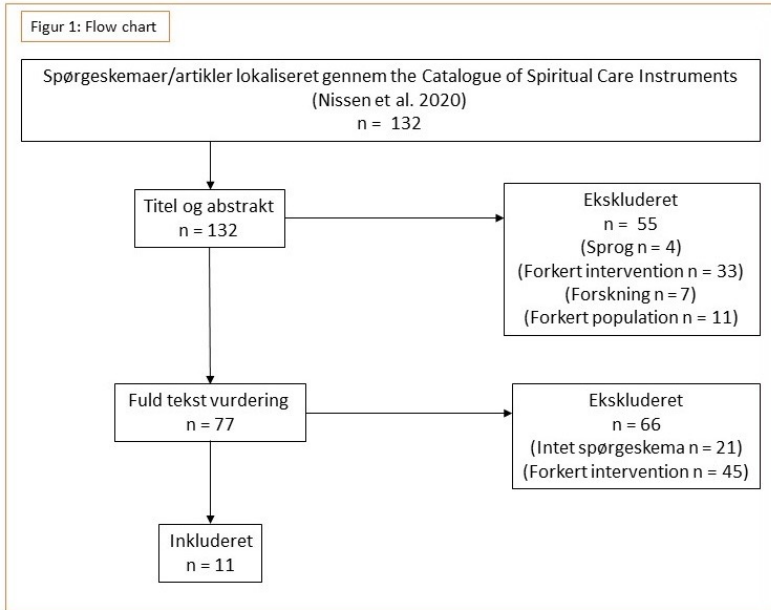 Figur 1: Flow chart
Spørgeskemaer/artikler lokaliseret gennem the Catalogue of Spiritual Care Instruments
(Nissen et al. 2020)
n = 132
Titel og abstrakt
n = 132
Ekskluderet
n = 55
(Sprog n = 4)
(Forkert intervention n = 33)
(Forskning n = 7)
(Forkert population n = 11)
Fuld tekst vurdering
n = 77
Ekskluderet
n = 66
(Intet spørgeskema n = 21)
(Forkert intervention n = 45)
Inkluderet
n = 11